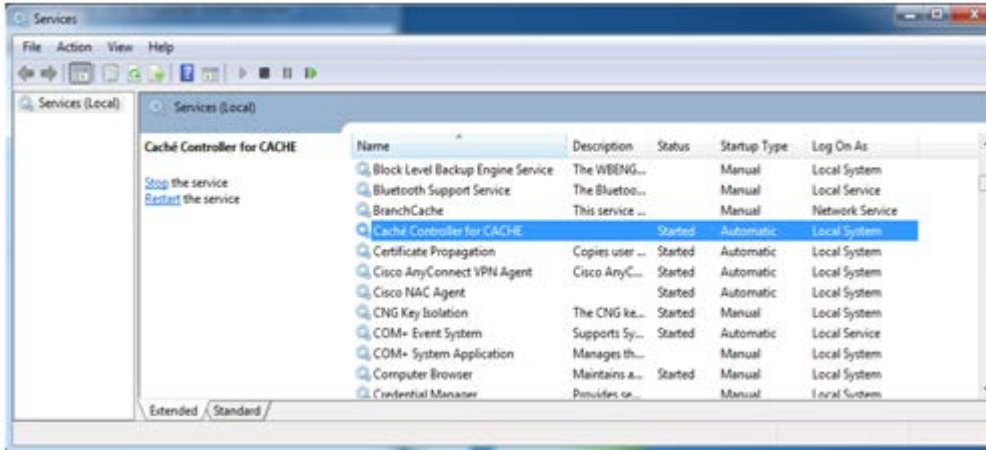 Services
File Action View Help
Services (Local)
Services (Local)
Caché Controller for CACHE
Stop the service
Restart the service
Name Description Status Startup Type Log On As
Block Level Backup Engine Service The WBENG... Manual Local System
Bluetooth Support Service The Bluetoo... Manual Local Service
BranchCache This service ... Manual Network Service
Caché Controller for CACHE Started Automatic Local System
Certificate Propagation Copies user ... Started Automatic Local System
Cisco AnyConnect VPN Agent Cisco AnyC... Started Automatic Local System
Cisco NAC Agent Started Automatic Local System
CNG Key Isolation The CNG ke... Started Manual Local System
COM+ Event System Supports Sy... Started Automatic Local Service
COM+ System Application Manages th... Manual Local System
Computer Browser Maintains a... Started Manual Local System
Credential Manager Provides se... Manual Local System
Extended Standard